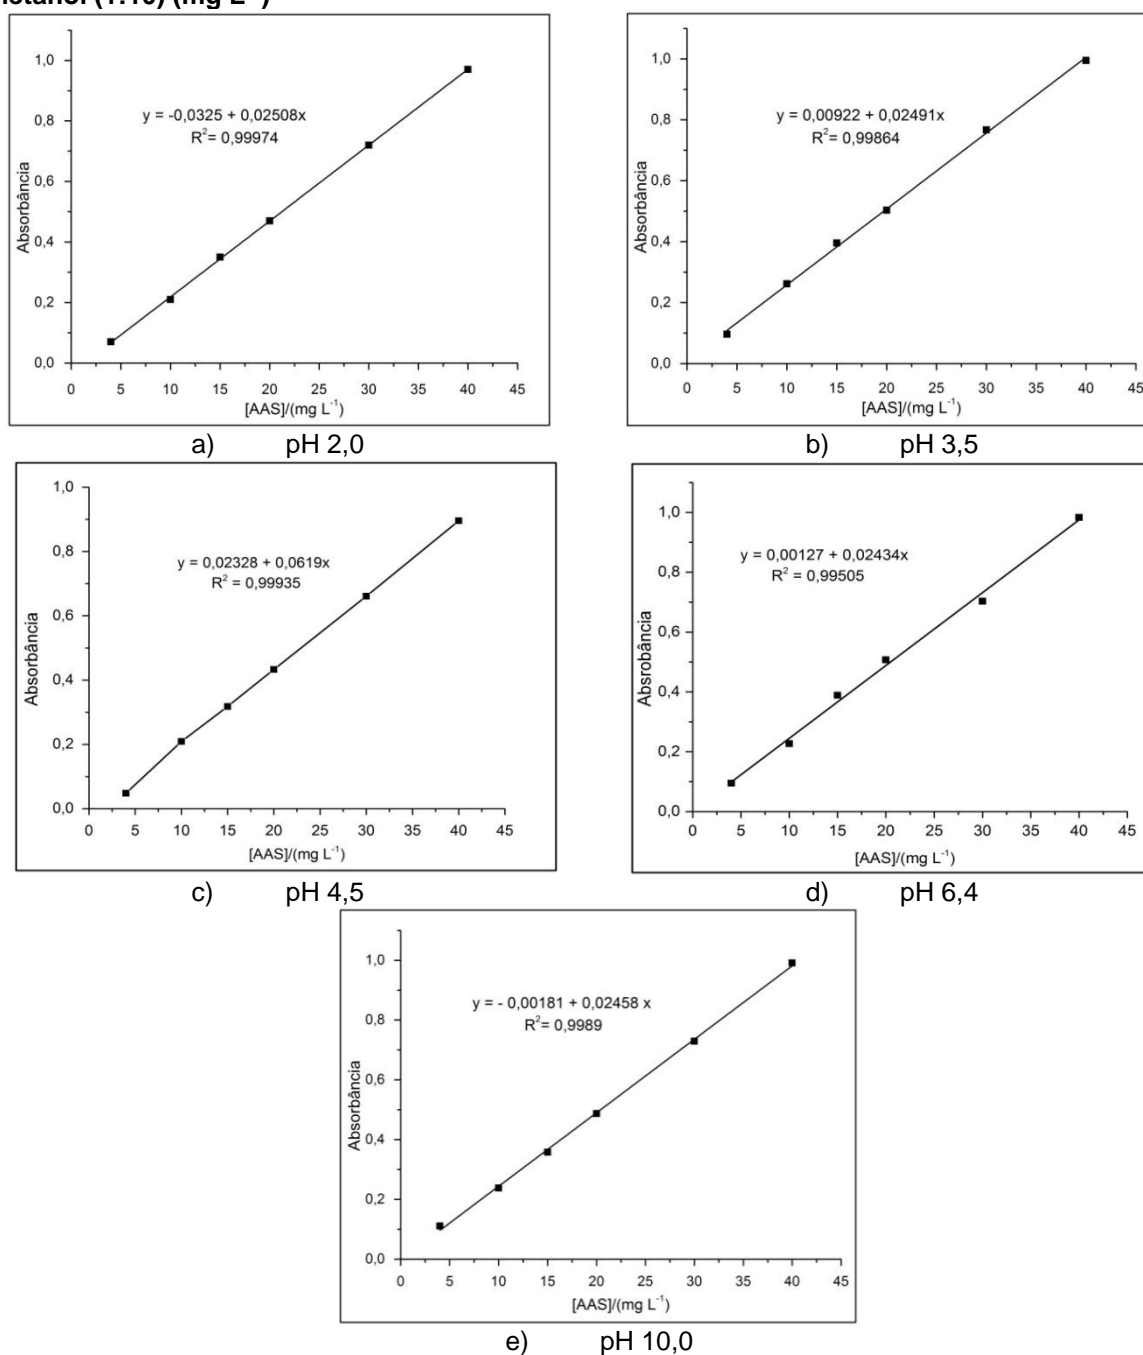 (1:10) (mg L⁻¹)
1,0
0,8
0,6
0,4
0,2
0,0
Absorbância
y = -0,0325 + 0,02508x
R²= 0,99974
0 5 10 15 20 25 30 35 40 45
[AAS]/(mg L⁻¹)
a) pH 2,0
1,0
0,8
0,6
0,4
0,2
0,0
Absorbância
y = 0,00922 + 0,02491x
R²= 0,99864
0 5 10 15 20 25 30 35 40 45
[AAS]/(mg L⁻¹)
b) pH 3,5
1,0
0,8
0,6
0,4
0,2
0,0
Absorbância
y = 0,02328 + 0,0619x
R² = 0,99935
0 5 10 15 20 25 30 35 40 45
[AAS]/(mg L⁻¹)
c) pH 4,5
1,0
0,8
0,6
0,4
0,2
0,0
Absrobância
y = 0,00127 + 0,02434x
R² = 0,99505
0 5 10 15 20 25 30 35 40 45
[AAS]/(mg L⁻¹)
d) pH 6,4
1,0
0,8
0,6
0,4
0,2
0,0
Absorbância
y = - 0,00181 + 0,02458 x
R²= 0,9989
0 5 10 15 20 25 30 35 40 45
[AAS]/(mg L⁻¹)
e) pH 10,0